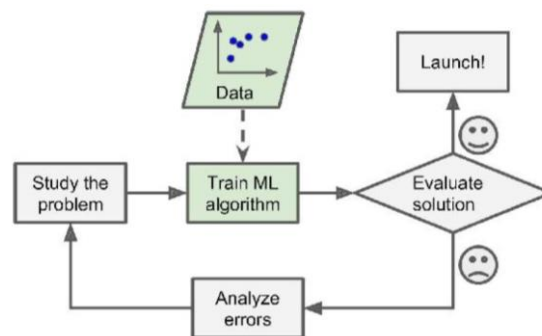 Data
Launch!
Study the
problem
Train ML
algorithm
Evaluate
solution
Analyze
errors